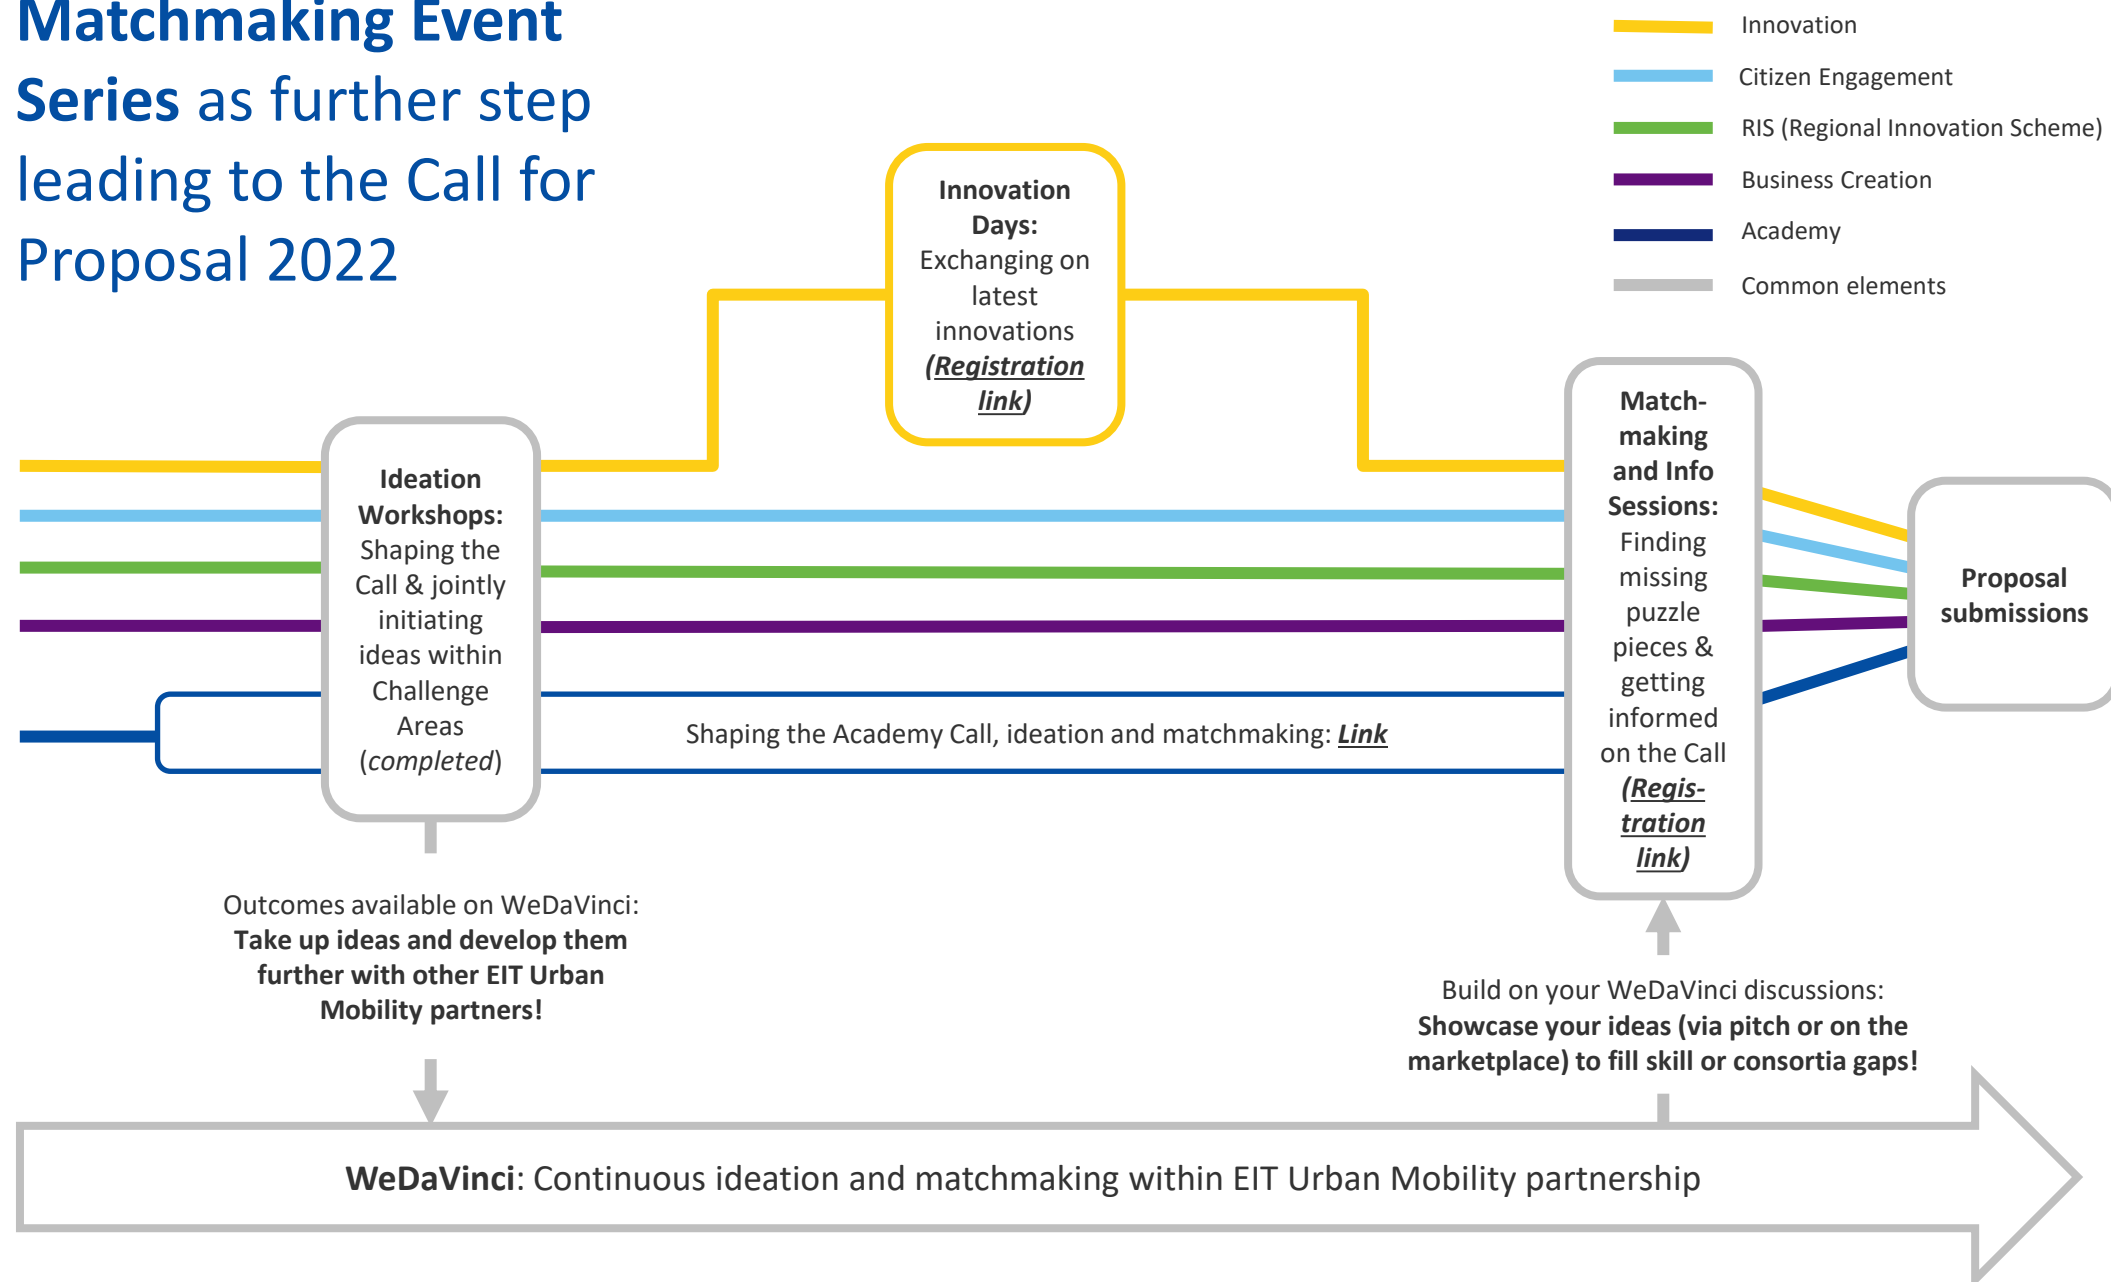 Matchmaking Event
Series as further step
leading to the Call for
Proposal 2022
Innovation
Citizen Engagement
RIS (Regional Innovation Scheme)
Business Creation
Academy
Common elements
Innovation
Days:
Exchanging on
latest
innovations
(Registration
link)
Ideation
Workshops:
Shaping the
Call & jointly
initiating
ideas within
Challenge
Areas
(completed)
Match-
making
and Info
Sessions:
Finding
missing
puzzle
pieces &
getting
informed
on the Call
(Regis-
tration
link)
Proposal
submissions
Shaping the Academy Call, ideation and matchmaking: Link
Outcomes available on WeDaVinci:
Take up ideas and develop them
further with other EIT Urban
Mobility partners!
Build on your WeDaVinci discussions:
Showcase your ideas (via pitch or on the
marketplace) to fill skill or consortia gaps!
WeDaVinci: Continuous ideation and matchmaking within EIT Urban Mobility partnership